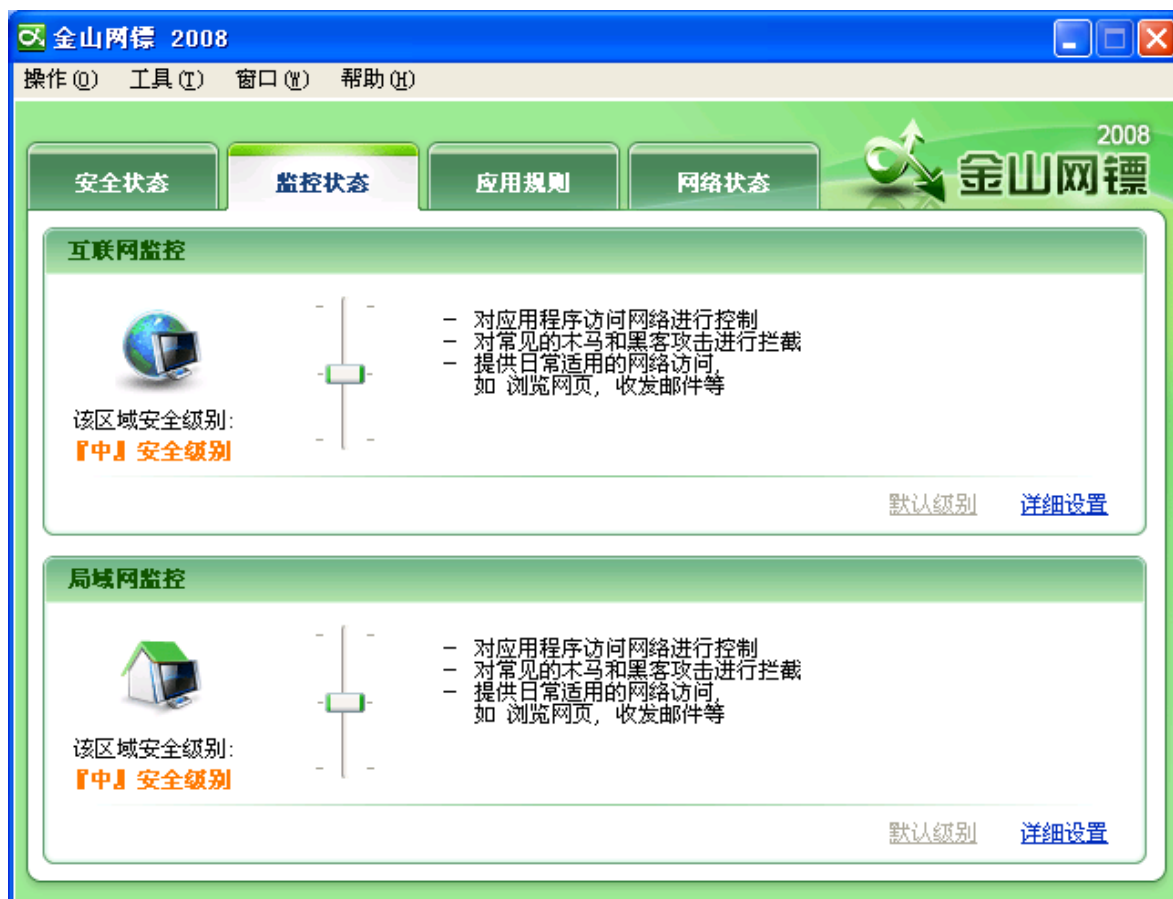 金山网镖 2008
操作(O) 工具(T) 窗口(W) 帮助(H)
2008
金山网镖
安全状态 监控状态 应用规则 网络状态
互联网监控
- 对应用程序访问网络进行控制
- 对常见的木马和黑客攻击进行拦截
- 提供日常适用的网络访问,
如 浏览网页, 收发邮件等
该区域安全级别:
『中』安全级别
默认级别 详细设置
局域网监控
- 对应用程序访问网络进行控制
- 对常见的木马和黑客攻击进行拦截
- 提供日常适用的网络访问,
如 浏览网页, 收发邮件等
该区域安全级别:
『中』安全级别
默认级别 详细设置